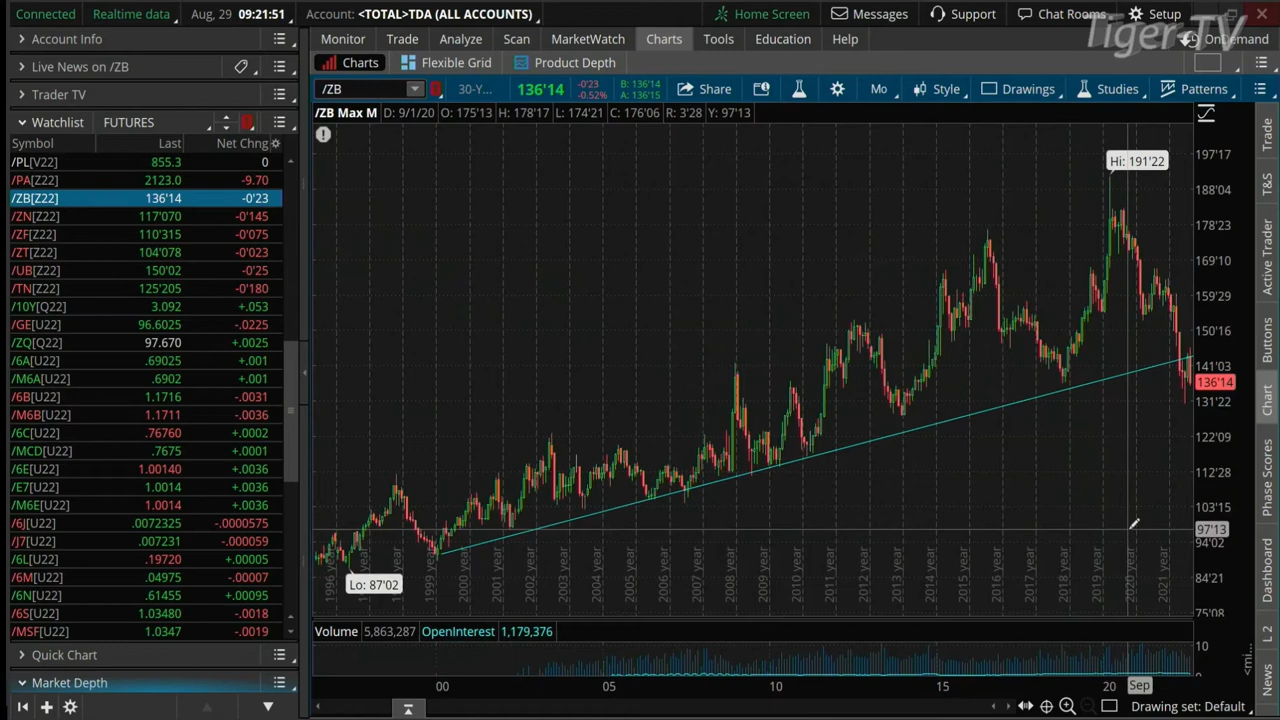 Connected Realtime data Aug, 29 09:21:51 Account: <TOTAL>TDA (ALL ACCOUNTS) Home Screen Messages Support Chat Rooms Setup
Tiger-TV
OnDemand
Account Info
Live News on /ZB
Trader TV
Watchlist FUTURES
Symbol Last Net Chng
/PL[V22] 855.3 0
/PA[Z22] 2123.0 -9.70
/ZB[Z22] 136'14 -0'23
/ZN[Z22] 117'070 -0'145
/ZF[Z22] 110'315 -0'075
/ZT[Z22] 104'078 -0'023
/UB[Z22] 150'02 -0'25
/TN[Z22] 125'205 -0'180
/10Y[Q22] 3.092 +.053
/GE[U22] 96.6025 -.0225
/ZQ[Q22] 97.670 +.0025
/6A[U22] .69025 +.001
/M6A[U22] .6902 +.001
/6B[U22] 1.1716 -.0031
/M6B[U22] 1.1711 -.0036
/6C[U22] .76760 +.0002
/MCD[U22] .7675 +.0001
/6E[U22] 1.00140 +.0036
/E7[U22] 1.0014 +.0036
/M6E[U22] 1.0014 +.0036
/6J[U22] .0072325 -.0000575
/J7[U22] .007231 -.000059
/6L[U22] .19720 +.00005
/6M[U22] .04975 -.00007
/6N[U22] .61455 +.00095
/6S[U22] 1.03480 -.0018
/MSF[U22] 1.0347 -.0019
Quick Chart
Market Depth
Monitor Trade Analyze Scan MarketWatch Charts Tools Education Help
Charts Flexible Grid Product Depth
/ZB 30-Y... 136'14 -0'23 -0.52% B: 136'14 A: 136'15 Share Mo Style Drawings Studies Patterns
/ZB Max M D: 9/1/20 O: 175'13 H: 178'17 L: 174'21 C: 176'06 R: 3'28 Y: 97'13
Hi: 191'22
Lo: 87'02
197'17
188'04
178'23
169'10
159'29
150'16
141'03
136'14
131'22
122'09
112'28
103'15
97'13
94'02
84'21
75'08
1996 year 1997 year 1998 year 1999 year 2000 year 2001 year 2002 year 2003 year 2004 year 2005 year 2006 year 2007 year 2008 year 2009 year 2010 year 2011 year 2012 year 2013 year 2014 year 2015 year 2016 year 2017 year 2018 year 2019 year 2020 year 2021 year
Volume 5,863,287 OpenInterest 1,179,376
10
0
<mi...
00 05 10 15 20 Sep
Drawing set: Default
Trade
T&S
Active Trader
Buttons
Chart
Phase Scores
Dashboard
L 2
News